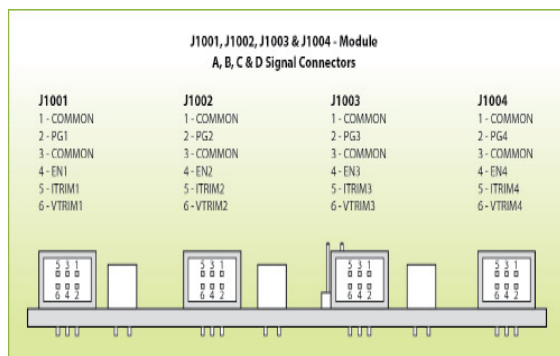 J1001, J1002, J1003 & J1004 - Module
A, B, C & D Signal Connectors
J1001
1 - COMMON
2 - PG1
3 - COMMON
4 - EN1
5 - ITRIM1
6 - VTRIM1
J1002
1 - COMMON
2 - PG2
3 - COMMON
4 - EN2
5 - ITRIM2
6 - VTRIM2
J1003
1 - COMMON
2 - PG3
3 - COMMON
4 - EN3
5 - ITRIM3
6 - VTRIM3
J1004
1 - COMMON
2 - PG4
3 - COMMON
4 - EN4
5 - ITRIM4
6 - VTRIM4
5 3 1
6 4 2
5 3 1
6 4 2
5 3 1
6 4 2
5 3 1
6 4 2